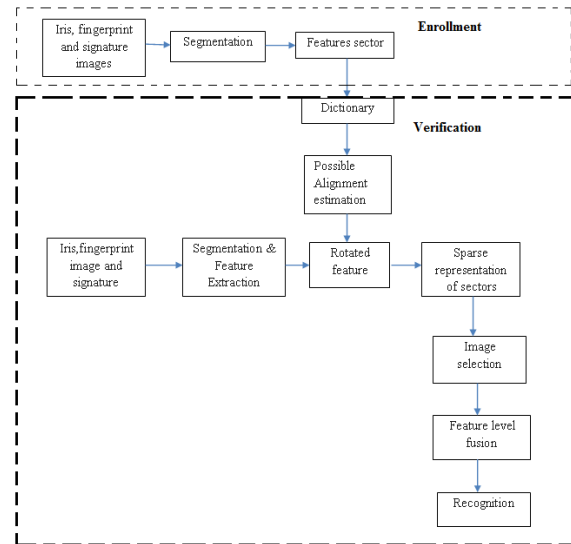 Enrollment
Iris, fingerprint
and signature
images
Segmentation
Features sector
Dictionary
Verification
Possible
Alignment
estimation
Iris,fingerprint
image and
signature
Segmentation &
Feature
Extraction
Rotated
feature
Sparse
representation
of sectors
Image
selection
Feature level
fusion
Recognition